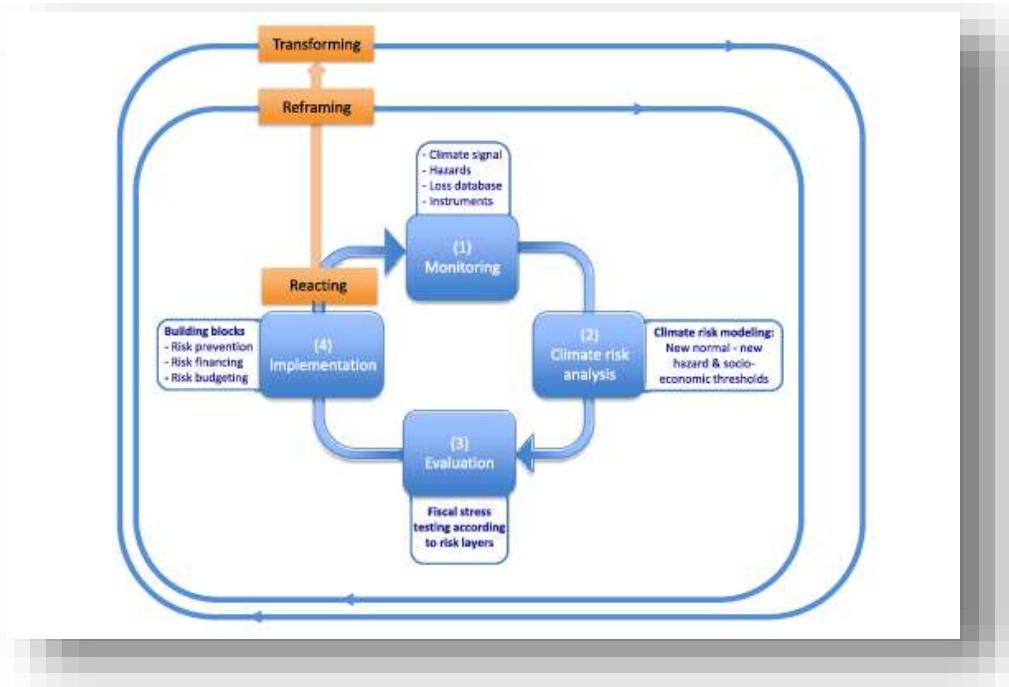 Transforming
Reframing
- Climate signal
- Hazards
- Loss database
- Instruments
(1)
Monitoring
Reacting
Building blocks
- Risk prevention
- Risk financing
- Risk budgeting
(4)
Implementation
(2)
Climate risk
analysis
Climate risk modeling:
New normal - new
hazard & socio-
economic thresholds
(3)
Evaluation
Fiscal stress
testing according
to risk layers